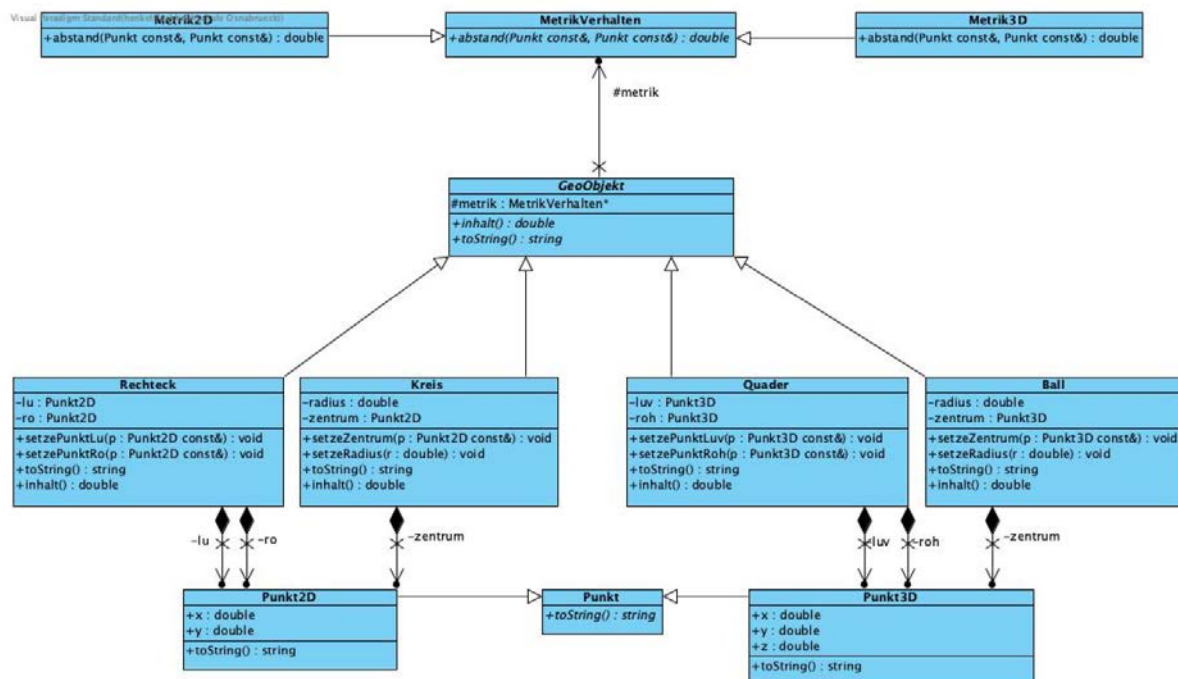 Visual Paradigm Standard
Metrik2D
+abstand(Punkt const&, Punkt const&) : double
MetrikVerhalten
+abstand(Punkt const&, Punkt const&) : double
Metrik3D
+abstand(Punkt const&, Punkt const&) : double
#metrik
GeoObjekt
#metrik : MetrikVerhalten*
+inhalt() : double
+toString() : string
Rechteck
-lu : Punkt2D
-ro : Punkt2D
+setzePunktLu(p : Punkt2D const&) : void
+setzePunktRo(p : Punkt2D const&) : void
+toString() : string
+inhalt() : double
Kreis
-radius : double
-zentrum : Punkt2D
+setzeZentrum(p : Punkt2D const&) : void
+setzeRadius(r : double) : void
+toString() : string
+inhalt() : double
Quader
-luv : Punkt3D
-roh : Punkt3D
+setzePunktLuv(p : Punkt3D const&) : void
+setzePunktRoh(p : Punkt3D const&) : void
+toString() : string
+inhalt() : double
Ball
-radius : double
-zentrum : Punkt3D
+setzeZentrum(p : Punkt3D const&) : void
+setzeRadius(r : double) : void
+toString() : string
+inhalt() : double
-lu
-ro
-zentrum
-luv
-roh
-zentrum
Punkt2D
+x : double
+y : double
+toString() : string
Punkt
+toString() : string
Punkt3D
+x : double
+y : double
+z : double
+toString() : string